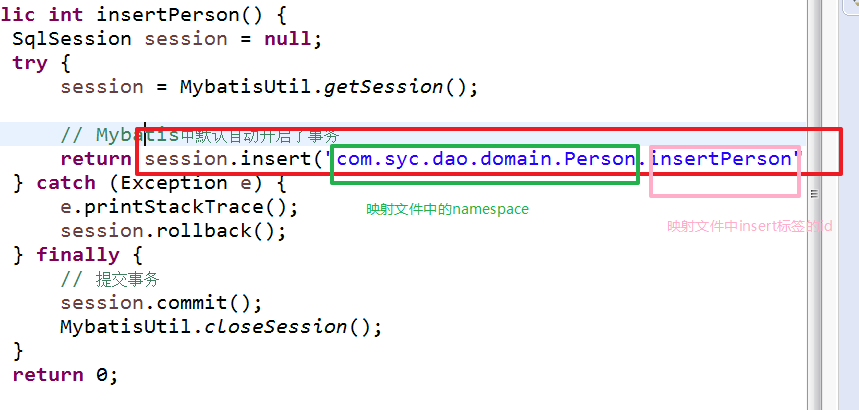 lic int insertPerson() {
SqlSession session = null;
try {
session = MybatisUtil.getSession();
// Mybatis中默认自动开启了事务
return session.insert("com.syc.dao.domain.Person.insertPerson"
} catch (Exception e) {
e.printStackTrace();
映射文件中的namespace
session.rollback();
映射文件中insert标签的id
} finally {
// 提交事务
session.commit();
MybatisUtil.closeSession();
}
return 0;